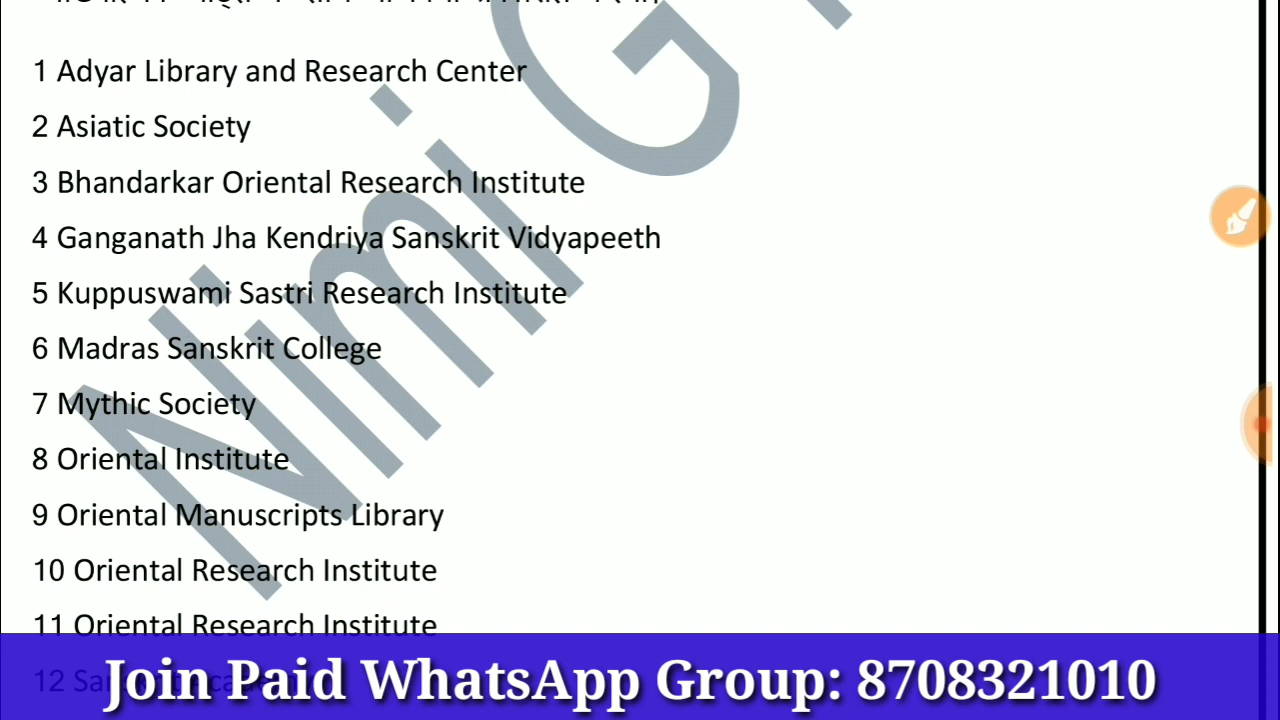 1 Adyar Library and Research Center
2 Asiatic Society
3 Bhandarkar Oriental Research Institute
4 Ganganath Jha Kendriya Sanskrit Vidyapeeth
5 Kuppuswami Sastri Research Institute
6 Madras Sanskrit College
7 Mythic Society
8 Oriental Institute
9 Oriental Manuscripts Library
10 Oriental Research Institute
11 Oriental Research Institute
12
Join Paid WhatsApp Group: 8708321010
Nimi G